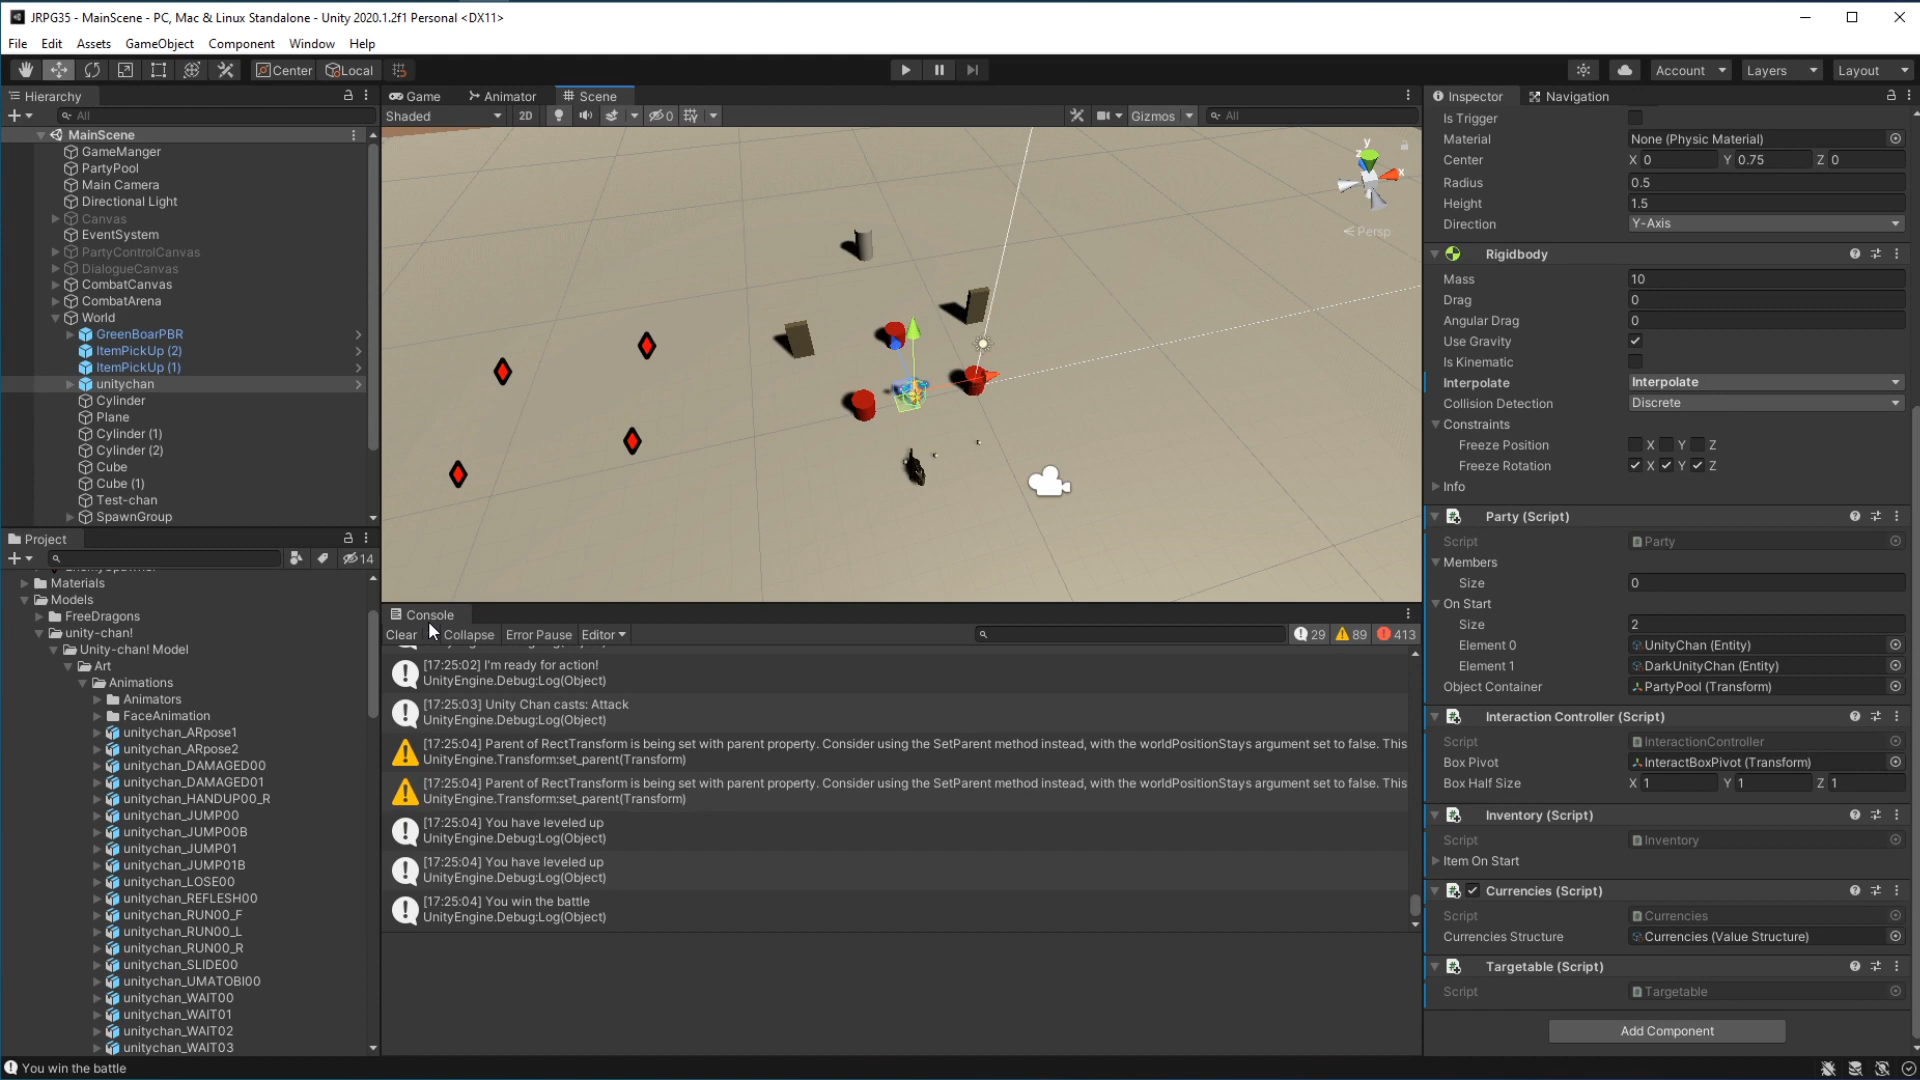 JRPG35 - MainScene - PC, Mac & Linux Standalone - Unity 2020.1.2f1 Personal <DX11>
File Edit Assets GameObject Component Window Help
Center Local Account Layers Layout
Hierarchy
All
MainScene
GameManger
PartyPool
Main Camera
Directional Light
Canvas
EventSystem
PartyControlCanvas
DialogueCanvas
CombatCanvas
CombatArena
World
GreenBoarPBR
ItemPickUp (2)
ItemPickUp (1)
unitychan
Cylinder
Plane
Cylinder (1)
Cylinder (2)
Cube
Cube (1)
Test-chan
SpawnGroup
Project
14
Materials
Models
FreeDragons
unity-chan!
Unity-chan! Model
Art
Animations
Animators
FaceAnimation
unitychan_ARpose1
unitychan_ARpose2
unitychan_DAMAGED00
unitychan_DAMAGED01
unitychan_HANDUP00_R
unitychan_JUMP00
unitychan_JUMP00B
unitychan_JUMP01
unitychan_JUMP01B
unitychan_LOSE00
unitychan_REFLESH00
unitychan_RUN00_F
unitychan_RUN00_L
unitychan_RUN00_R
unitychan_SLIDE00
unitychan_UMATOBI00
unitychan_WAIT00
unitychan_WAIT01
unitychan_WAIT02
unitychan_WAIT03
Game Animator Scene
Shaded 2D 0 Gizmos All
y
z x
Persp
Console
Clear Collapse Error Pause Editor 29 89 413
[17:25:02] I'm ready for action!
UnityEngine.Debug:Log(Object)
[17:25:03] Unity Chan casts: Attack
UnityEngine.Debug:Log(Object)
[17:25:04] Parent of RectTransform is being set with parent property. Consider using the SetParent method instead, with the worldPositionStays argument set to false. This
UnityEngine.Transform:set_parent(Transform)
[17:25:04] Parent of RectTransform is being set with parent property. Consider using the SetParent method instead, with the worldPositionStays argument set to false. This
UnityEngine.Transform:set_parent(Transform)
[17:25:04] You have leveled up
UnityEngine.Debug:Log(Object)
[17:25:04] You have leveled up
UnityEngine.Debug:Log(Object)
[17:25:04] You win the battle
UnityEngine.Debug:Log(Object)
Inspector Navigation
Is Trigger
Material None (Physic Material)
Center X 0 Y 0.75 Z 0
Radius 0.5
Height 1.5
Direction Y-Axis
Rigidbody
Mass 10
Drag 0
Angular Drag 0
Use Gravity
Is Kinematic
Interpolate Interpolate
Collision Detection Discrete
Constraints
Freeze Position X Y Z
Freeze Rotation X Y Z
Info
Party (Script)
Script Party
Members
Size 0
On Start
Size 2
Element 0 UnityChan (Entity)
Element 1 DarkUnityChan (Entity)
Object Container PartyPool (Transform)
Interaction Controller (Script)
Script InteractionController
Box Pivot InteractBoxPivot (Transform)
Box Half Size X 1 Y 1 Z 1
Inventory (Script)
Script Inventory
Item On Start
Currencies (Script)
Script Currencies
Currencies Structure Currencies (Value Structure)
Targetable (Script)
Script Targetable
Add Component
You win the battle